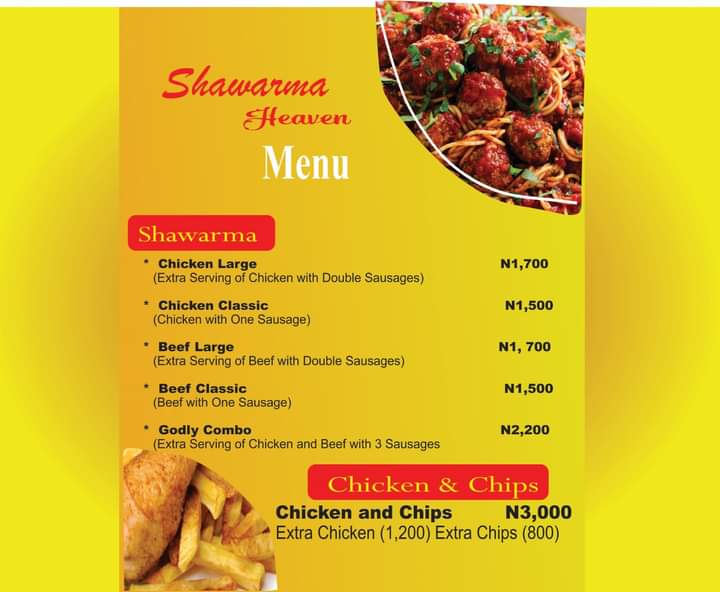 Shawarma
Heaven
Menu
Shawarma
* Chicken Large N1,700
(Extra Serving of Chicken with Double Sausages)
* Chicken Classic N1,500
(Chicken with One Sausage)
* Beef Large N1, 700
(Extra Serving of Beef with Double Sausages)
* Beef Classic N1,500
(Beef with One Sausage)
* Godly Combo N2,200
(Extra Serving of Chicken and Beef with 3 Sausages
Chicken & Chips
Chicken and Chips N3,000
Extra Chicken (1,200) Extra Chips (800)